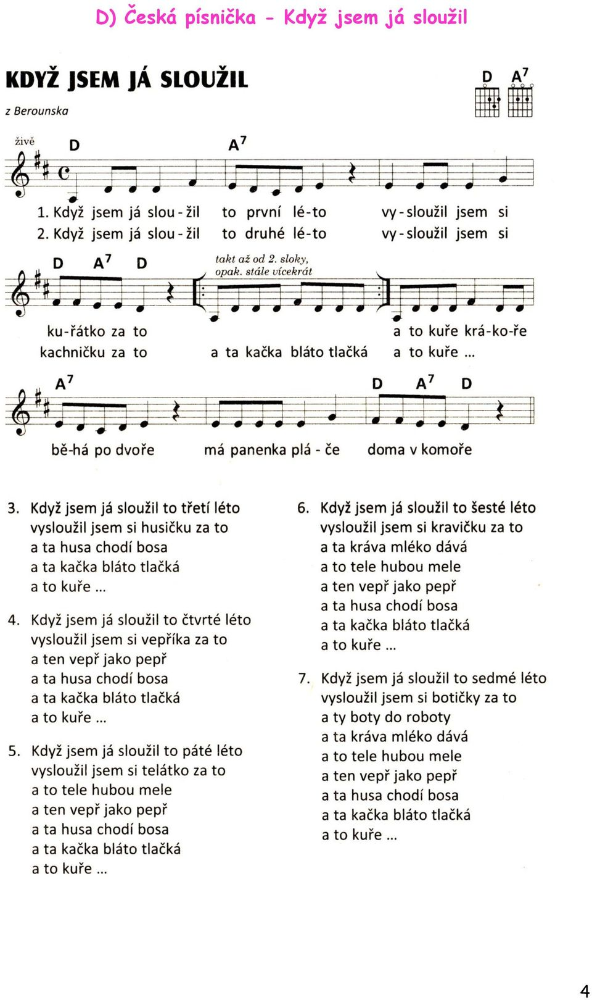 D) Česká písnička - Když jsem já sloužil
KDYŽ JSEM JÁ SLOUŽIL
D A7
z Berounska
živě
D A7
1. Když jsem já slou - žil to první lé-to vy - sloužil jsem si
2. Když jsem já slou - žil to druhé lé-to vy - sloužil jsem si
D A7 D
takt až od 2. sloky,
opak. stále vícekrát
ku-řátko za to a to kuře krá-ko-ře
kachničku za to a ta kačka bláto tlačká a to kuře ...
A7 D A7 D
bě-há po dvoře má panenka plá - če doma v komoře
3. Když jsem já sloužil to třetí léto
vysloužil jsem si husičku za to
a ta husa chodí bosa
a ta kačka bláto tlačká
a to kuře ...
4. Když jsem já sloužil to čtvrté léto
vysloužil jsem si vepříka za to
a ten vepř jako pepř
a ta husa chodí bosa
a ta kačka bláto tlačká
a to kuře ...
5. Když jsem já sloužil to páté léto
vysloužil jsem si telátko za to
a to tele hubou mele
a ten vepř jako pepř
a ta husa chodí bosa
a ta kačka bláto tlačká
a to kuře ...
6. Když jsem já sloužil to šesté léto
vysloužil jsem si kravičku za to
a ta kráva mléko dává
a to tele hubou mele
a ten vepř jako pepř
a ta husa chodí bosa
a ta kačka bláto tlačká
a to kuře ...
7. Když jsem já sloužil to sedmé léto
vysloužil jsem si botičky za to
a ty boty do roboty
a ta kráva mléko dává
a to tele hubou mele
a ten vepř jako pepř
a ta husa chodí bosa
a ta kačka bláto tlačká
a to kuře ...
4